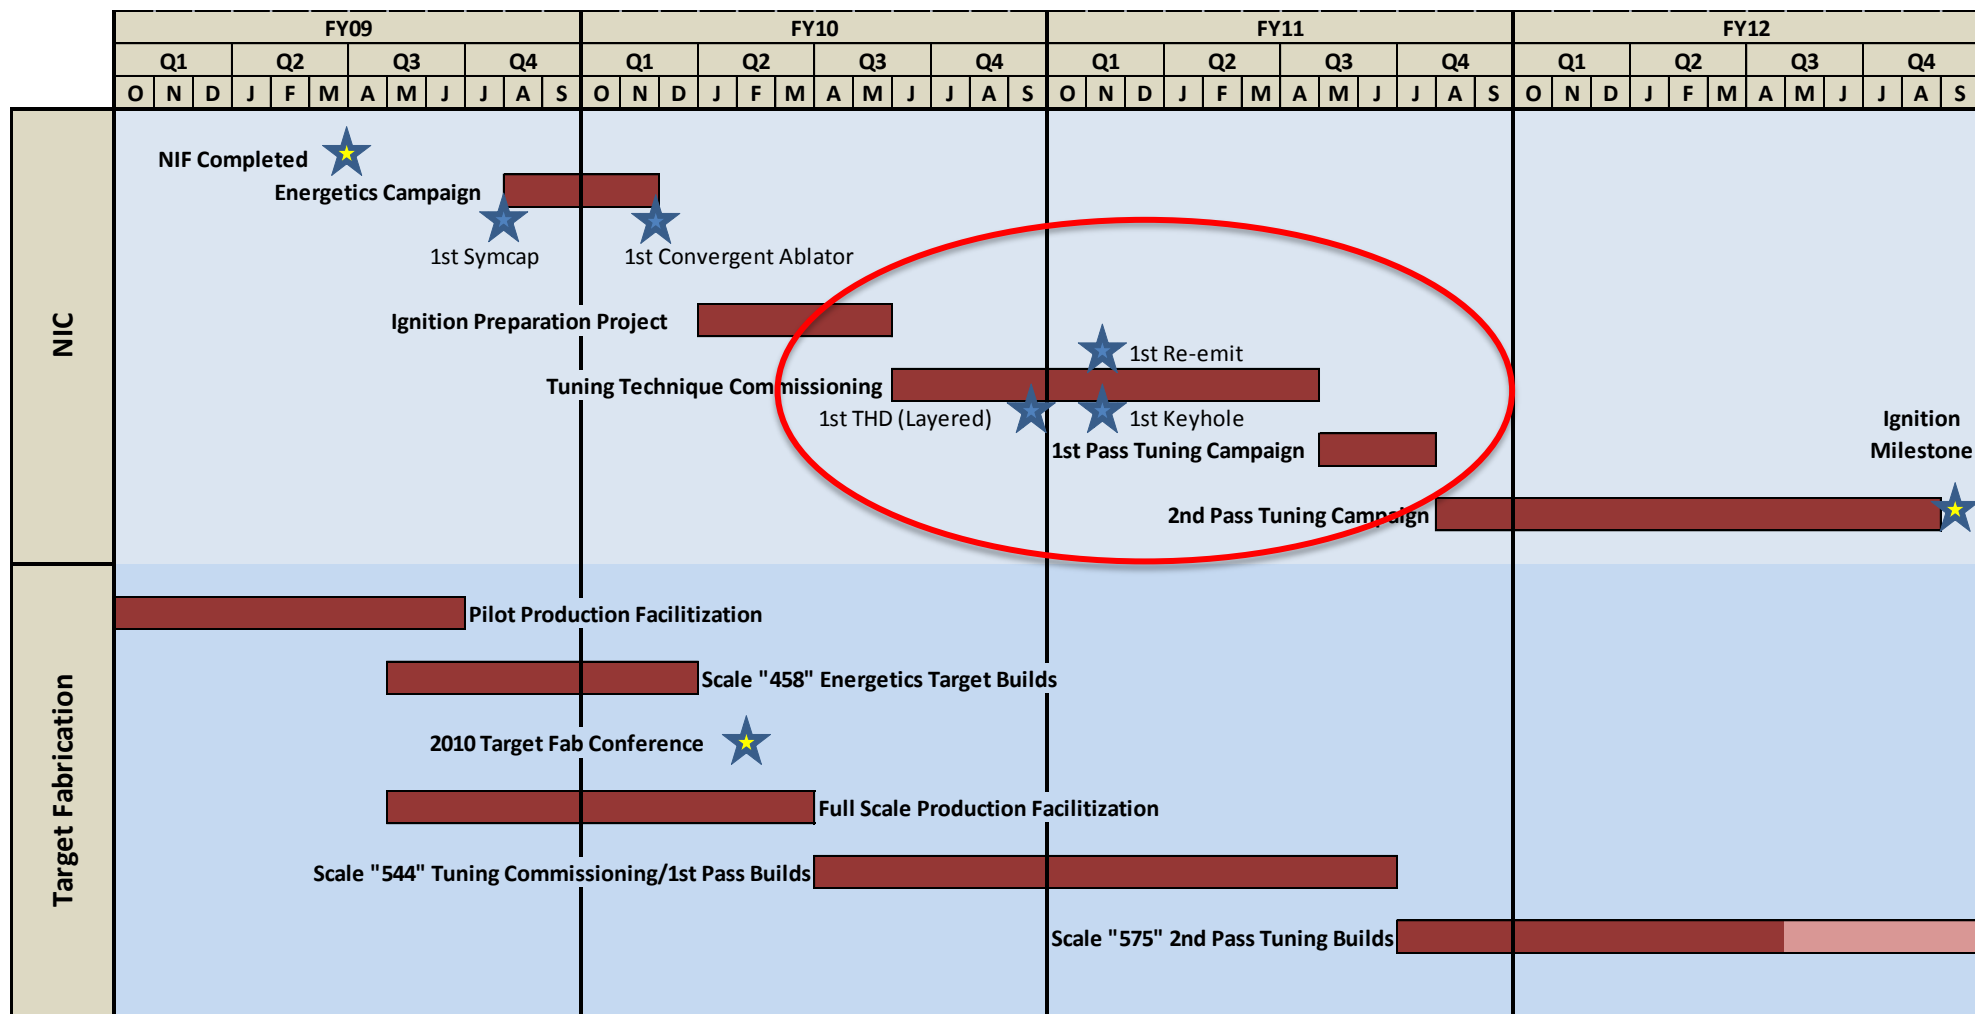 FY09 FY10 FY11 FY12
Q1 Q2 Q3 Q4 Q1 Q2 Q3 Q4 Q1 Q2 Q3 Q4 Q1 Q2 Q3 Q4
O N D J F M A M J J A S O N D J F M A M J J A S O N D J F M A M J J A S O N D J F M A M J J A S
NIC
NIF Completed
Energetics Campaign
1st Symcap
1st Convergent Ablator
Ignition Preparation Project
1st Re-emit
Tuning Technique Commissioning
1st THD (Layered)
1st Keyhole
Ignition
Milestone
1st Pass Tuning Campaign
2nd Pass Tuning Campaign
Target Fabrication
Pilot Production Facilitization
Scale "458" Energetics Target Builds
2010 Target Fab Conference
Full Scale Production Facilitization
Scale "544" Tuning Commissioning/1st Pass Builds
Scale "575" 2nd Pass Tuning Builds